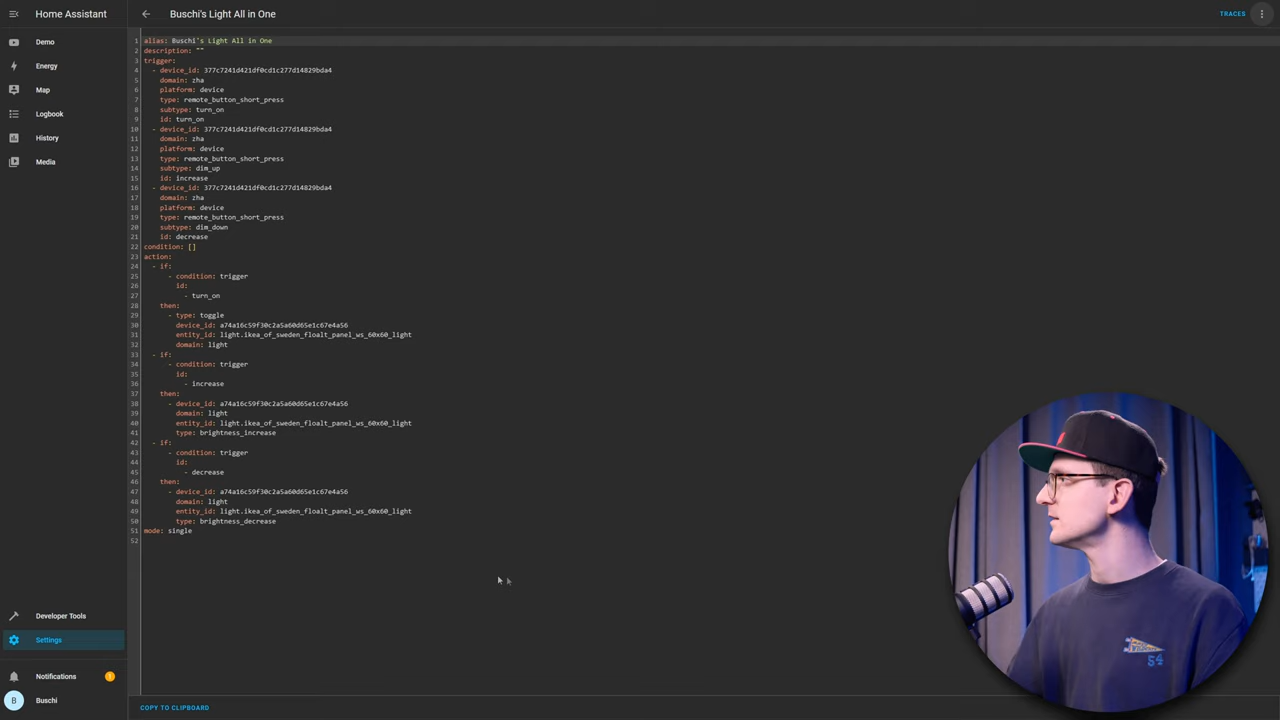 Home Assistant
Buschi's Light All in One
TRACES
Demo
Energy
Map
Logbook
History
Media
Developer Tools
Settings
Notifications
1
B
Buschi
1 alias: Buschi's Light All in One
2 description: ""
3 trigger:
4 - device_id: 377c7241d421df0cd1c277d14829bda4
5 domain: zha
6 platform: device
7 type: remote_button_short_press
8 subtype: turn_on
9 id: turn_on
10 - device_id: 377c7241d421df0cd1c277d14829bda4
11 domain: zha
12 platform: device
13 type: remote_button_short_press
14 subtype: dim_up
15 id: increase
16 - device_id: 377c7241d421df0cd1c277d14829bda4
17 domain: zha
18 platform: device
19 type: remote_button_short_press
20 subtype: dim_down
21 id: decrease
22 condition: []
23 action:
24 - if:
25 - condition: trigger
26 id:
27 - turn_on
28 then:
29 - type: toggle
30 device_id: a74a16c59f30c2a5a60d65e1c67e4a56
31 entity_id: light.ikea_of_sweden_floalt_panel_ws_60x60_light
32 domain: light
33 - if:
34 - condition: trigger
35 id:
36 - increase
37 then:
38 - device_id: a74a16c59f30c2a5a60d65e1c67e4a56
39 domain: light
40 entity_id: light.ikea_of_sweden_floalt_panel_ws_60x60_light
41 type: brightness_increase
42 - if:
43 - condition: trigger
44 id:
45 - decrease
46 then:
47 - device_id: a74a16c59f30c2a5a60d65e1c67e4a56
48 domain: light
49 entity_id: light.ikea_of_sweden_floalt_panel_ws_60x60_light
50 type: brightness_decrease
51 mode: single
52
COPY TO CLIPBOARD
54